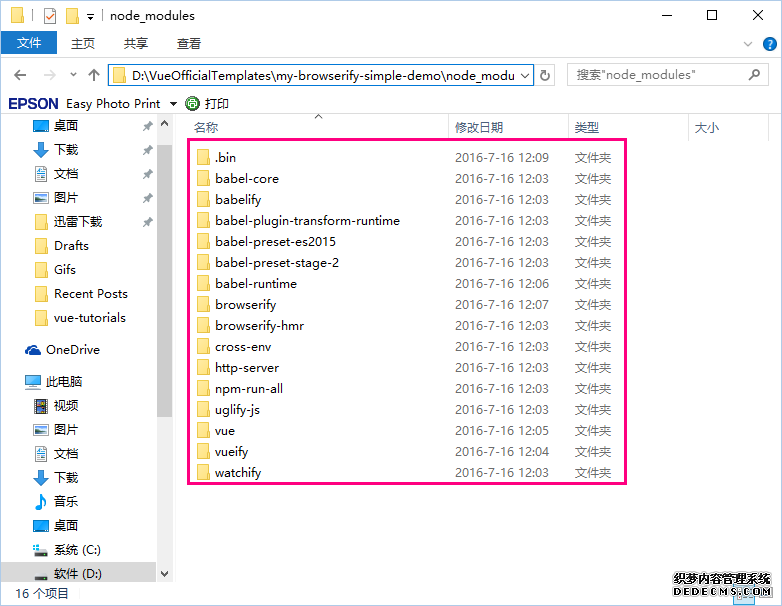 node_modules
文件 主页 共享 查看
D:\VueOfficialTemplates\my-browserify-simple-demo\node_modu 搜索"node_modules"
EPSON Easy Photo Print 打印
名称 修改日期 类型 大小
桌面
下载
文档
图片
迅雷下载
Drafts
Gifs
Recent Posts
vue-tutorials
OneDrive
此电脑
视频
图片
文档
下载
音乐
桌面
系统 (C:)
软件 (D:)
.bin 2016-7-16 12:09 文件夹
babel-core 2016-7-16 12:03 文件夹
babelify 2016-7-16 12:03 文件夹
babel-plugin-transform-runtime 2016-7-16 12:03 文件夹
babel-preset-es2015 2016-7-16 12:03 文件夹
babel-preset-stage-2 2016-7-16 12:03 文件夹
babel-runtime 2016-7-16 12:06 文件夹
browserify 2016-7-16 12:07 文件夹
browserify-hmr 2016-7-16 12:03 文件夹
cross-env 2016-7-16 12:03 文件夹
http-server 2016-7-16 12:03 文件夹
npm-run-all 2016-7-16 12:03 文件夹
uglify-js 2016-7-16 12:03 文件夹
vue 2016-7-16 12:05 文件夹
vueify 2016-7-16 12:04 文件夹
watchify 2016-7-16 12:03 文件夹
16 个项目
织梦内容管理系统
DEDECMS.COM